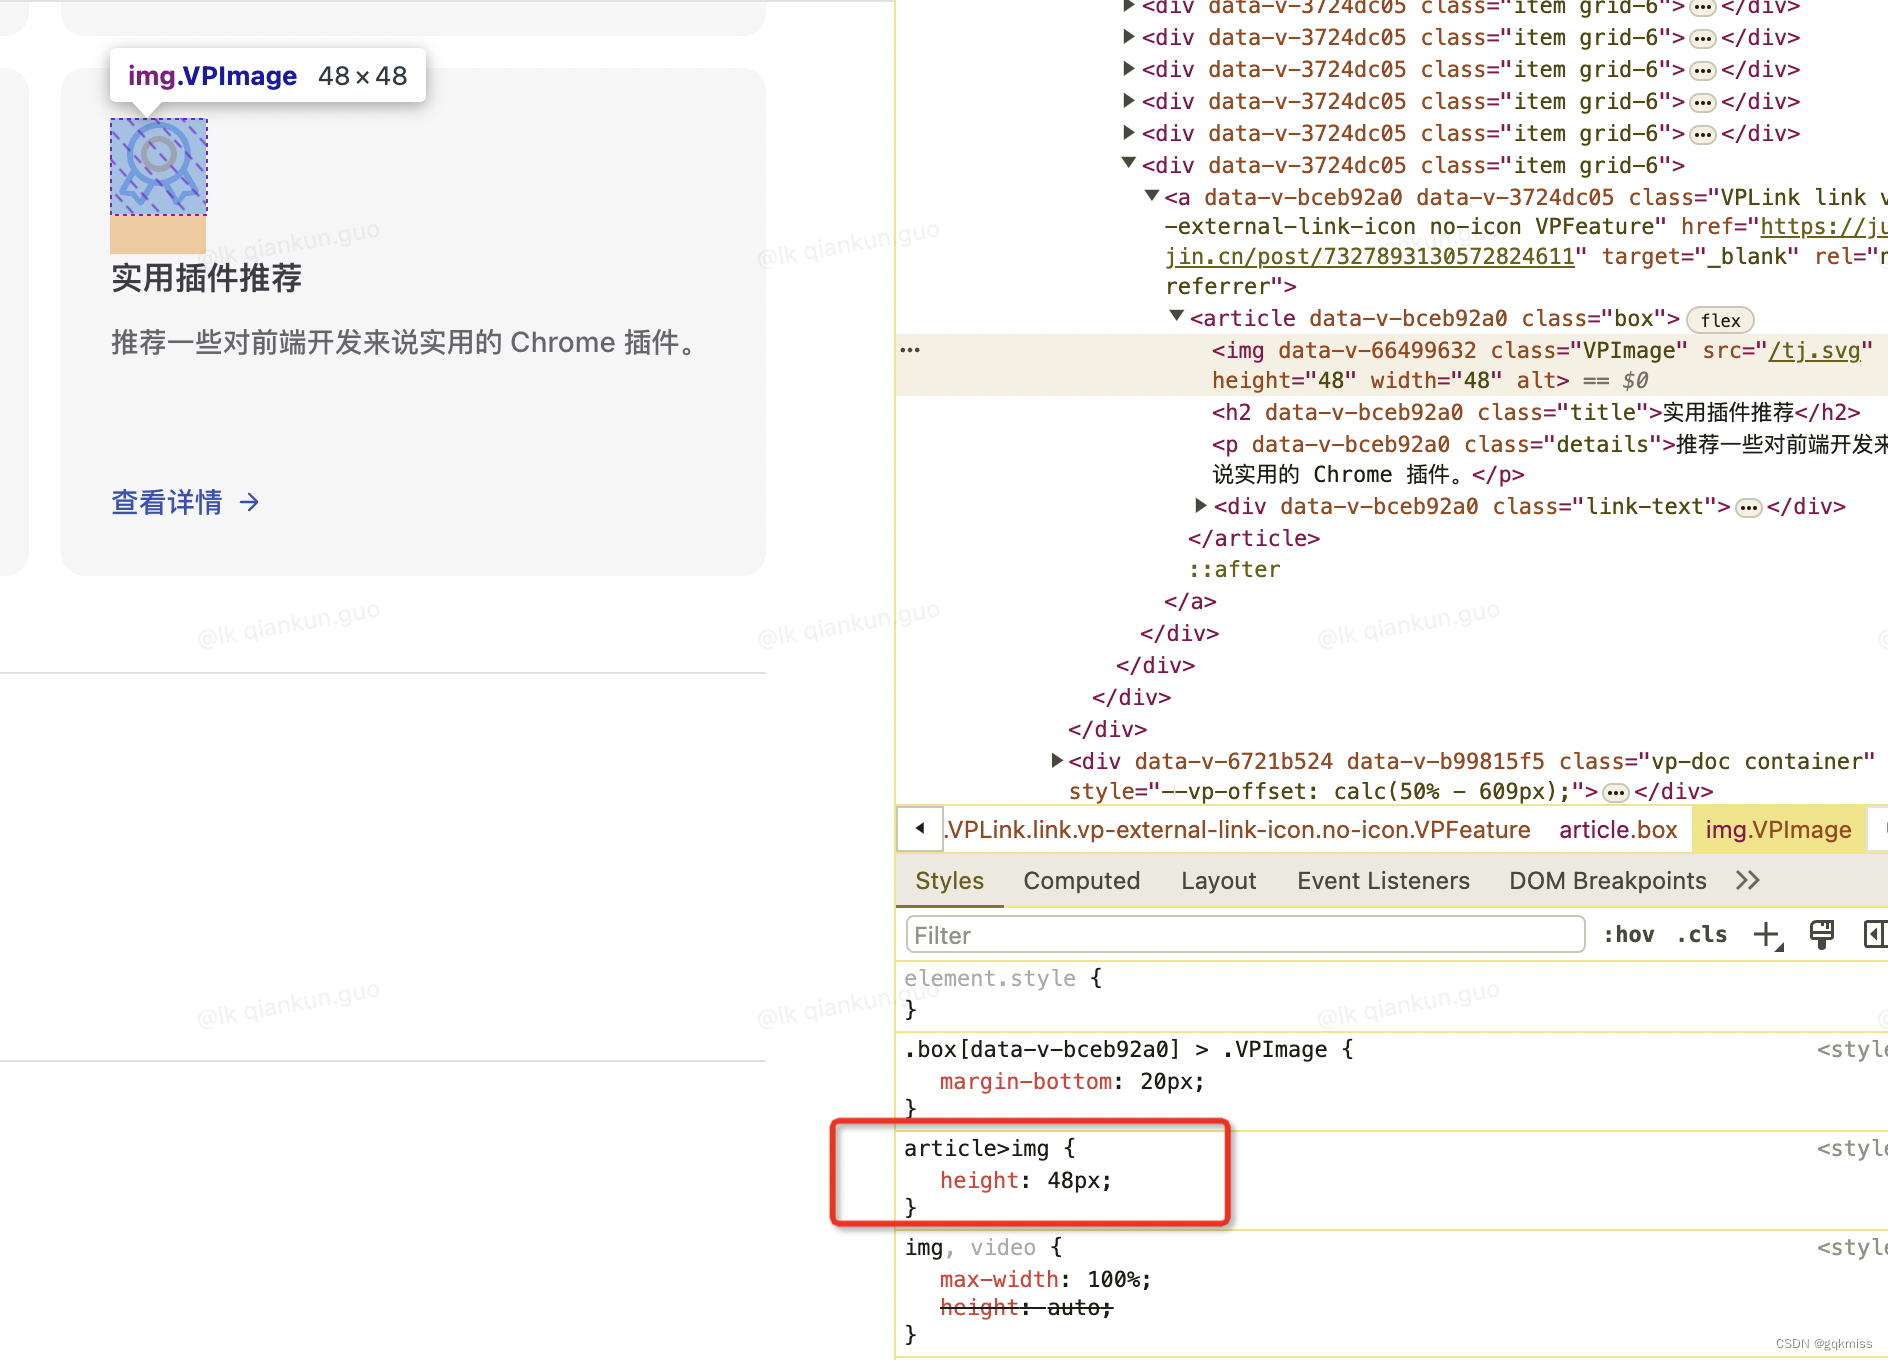 img.VPImage 48×48
实用插件推荐
推荐一些对前端开发来说实用的 Chrome 插件。
查看详情 →
<div data-v-3724dc05 class="item grid-6">…</div>
<div data-v-3724dc05 class="item grid-6">…</div>
<div data-v-3724dc05 class="item grid-6">…</div>
<div data-v-3724dc05 class="item grid-6">…</div>
<div data-v-3724dc05 class="item grid-6">…</div>
<div data-v-3724dc05 class="item grid-6">
<a data-v-bceb92a0 data-v-3724dc05 class="VPLink link v
-external-link-icon no-icon VPFeature" href="https://ju
jin.cn/post/7327893130572824611" target="_blank" rel="n
referrer">
<article data-v-bceb92a0 class="box"> flex
<img data-v-66499632 class="VPImage" src="/tj.svg"
height="48" width="48" alt> == $0
<h2 data-v-bceb92a0 class="title">实用插件推荐</h2>
<p data-v-bceb92a0 class="details">推荐一些对前端开发来
说实用的 Chrome 插件。</p>
<div data-v-bceb92a0 class="link-text">…</div>
</article>
::after
</a>
</div>
</div>
</div>
</div>
<div data-v-6721b524 data-v-b99815f5 class="vp-doc container"
style="--vp-offset: calc(50% - 609px);">…</div>
.VPLink.link.vp-external-link-icon.no-icon.VPFeature article.box img.VPImage
Styles Computed Layout Event Listeners DOM Breakpoints
Filter :hov .cls
element.style {
}
.box[data-v-bceb92a0] > .VPImage { <style
margin-bottom: 20px;
}
article>img { <style
height: 48px;
}
img, video { <style
max-width: 100%;
height: auto;
}
@lk qiankun.guo
@lk qiankun.guo
@lk qiankun.guo
@lk qiankun.guo
@lk qiankun.guo
@lk qiankun.guo
@lk qiankun.guo
@lk qiankun.guo
CSDN @gqkmiss